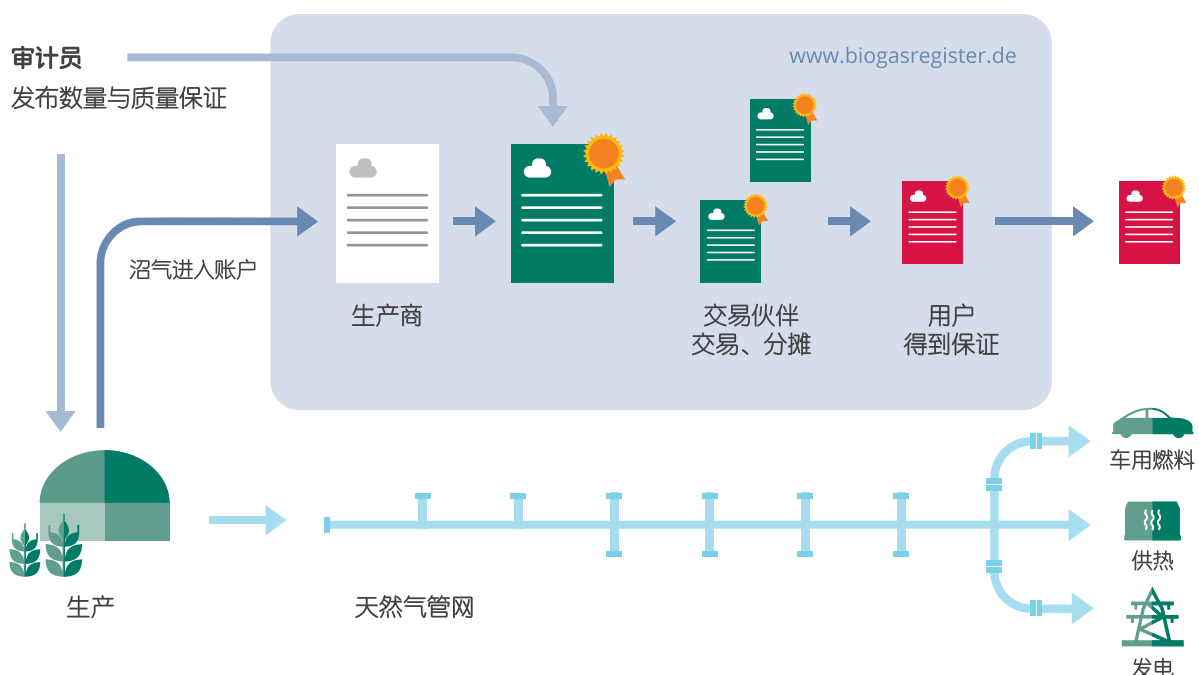 审计员
发布数量与质量保证
www.biogasregister.de
沼气进入账户
生产商
交易伙伴
交易、分摊
用户
得到保证
车用燃料
供热
生产
天然气管网
发电